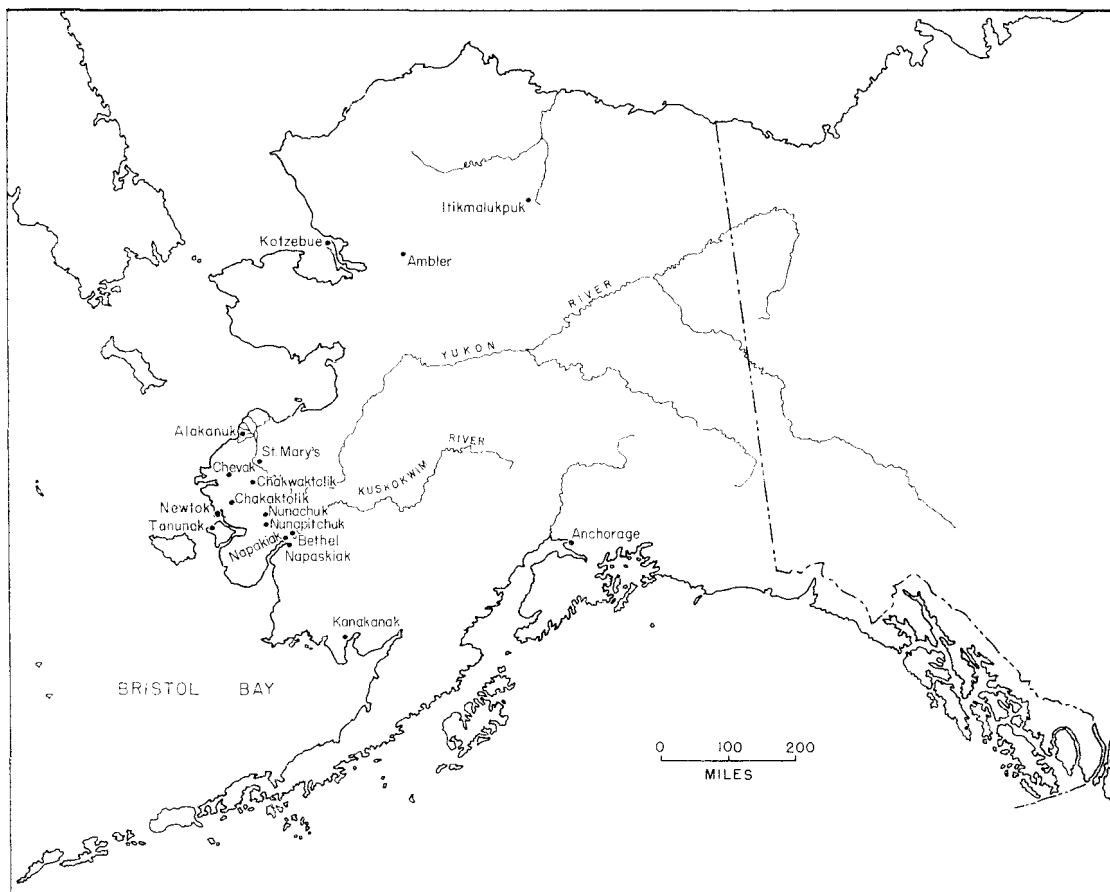 Itikmalukpuk
Kotzebue
Ambler
RIVER
YUKON
Alakanuk
RIVER
St. Mary's
Chevak
Chakwaktolik
KUSKOKWIM
Chakaktolik
Newtok
Nunachuk
Tanunak
Nunapitchuk
Napakiak
Bethel
Anchorage
Napaskiak
Kanakanak
BRISTOL BAY
0 100 200
MILES